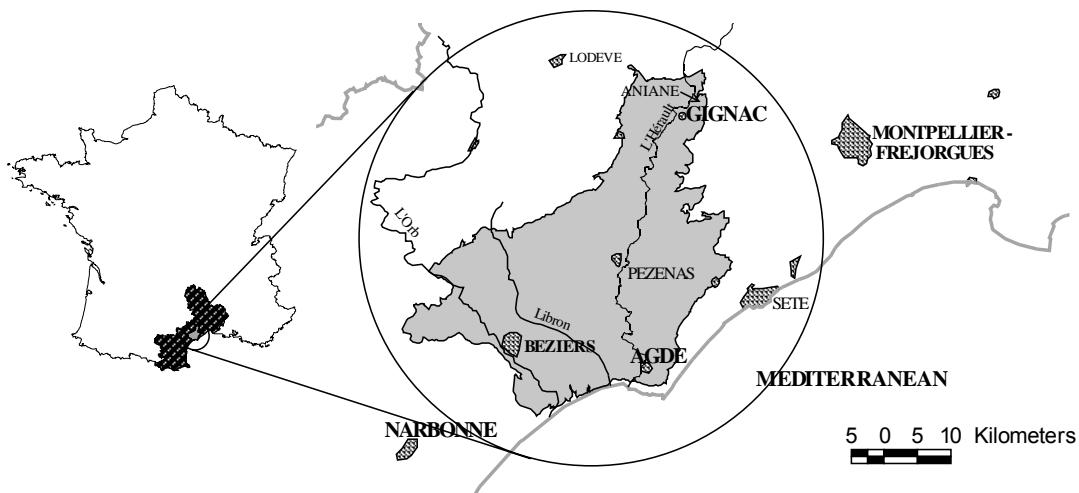 LODEVE
ANIANE
GIGNAC
L'Hérault
MONTPELLIER-
FREJORGUES
L'Orb
PEZENAS
SETE
Libron
BEZIERS
AGDE
MEDITERRANEAN
NARBONNE
5 0 5 10 Kilometers